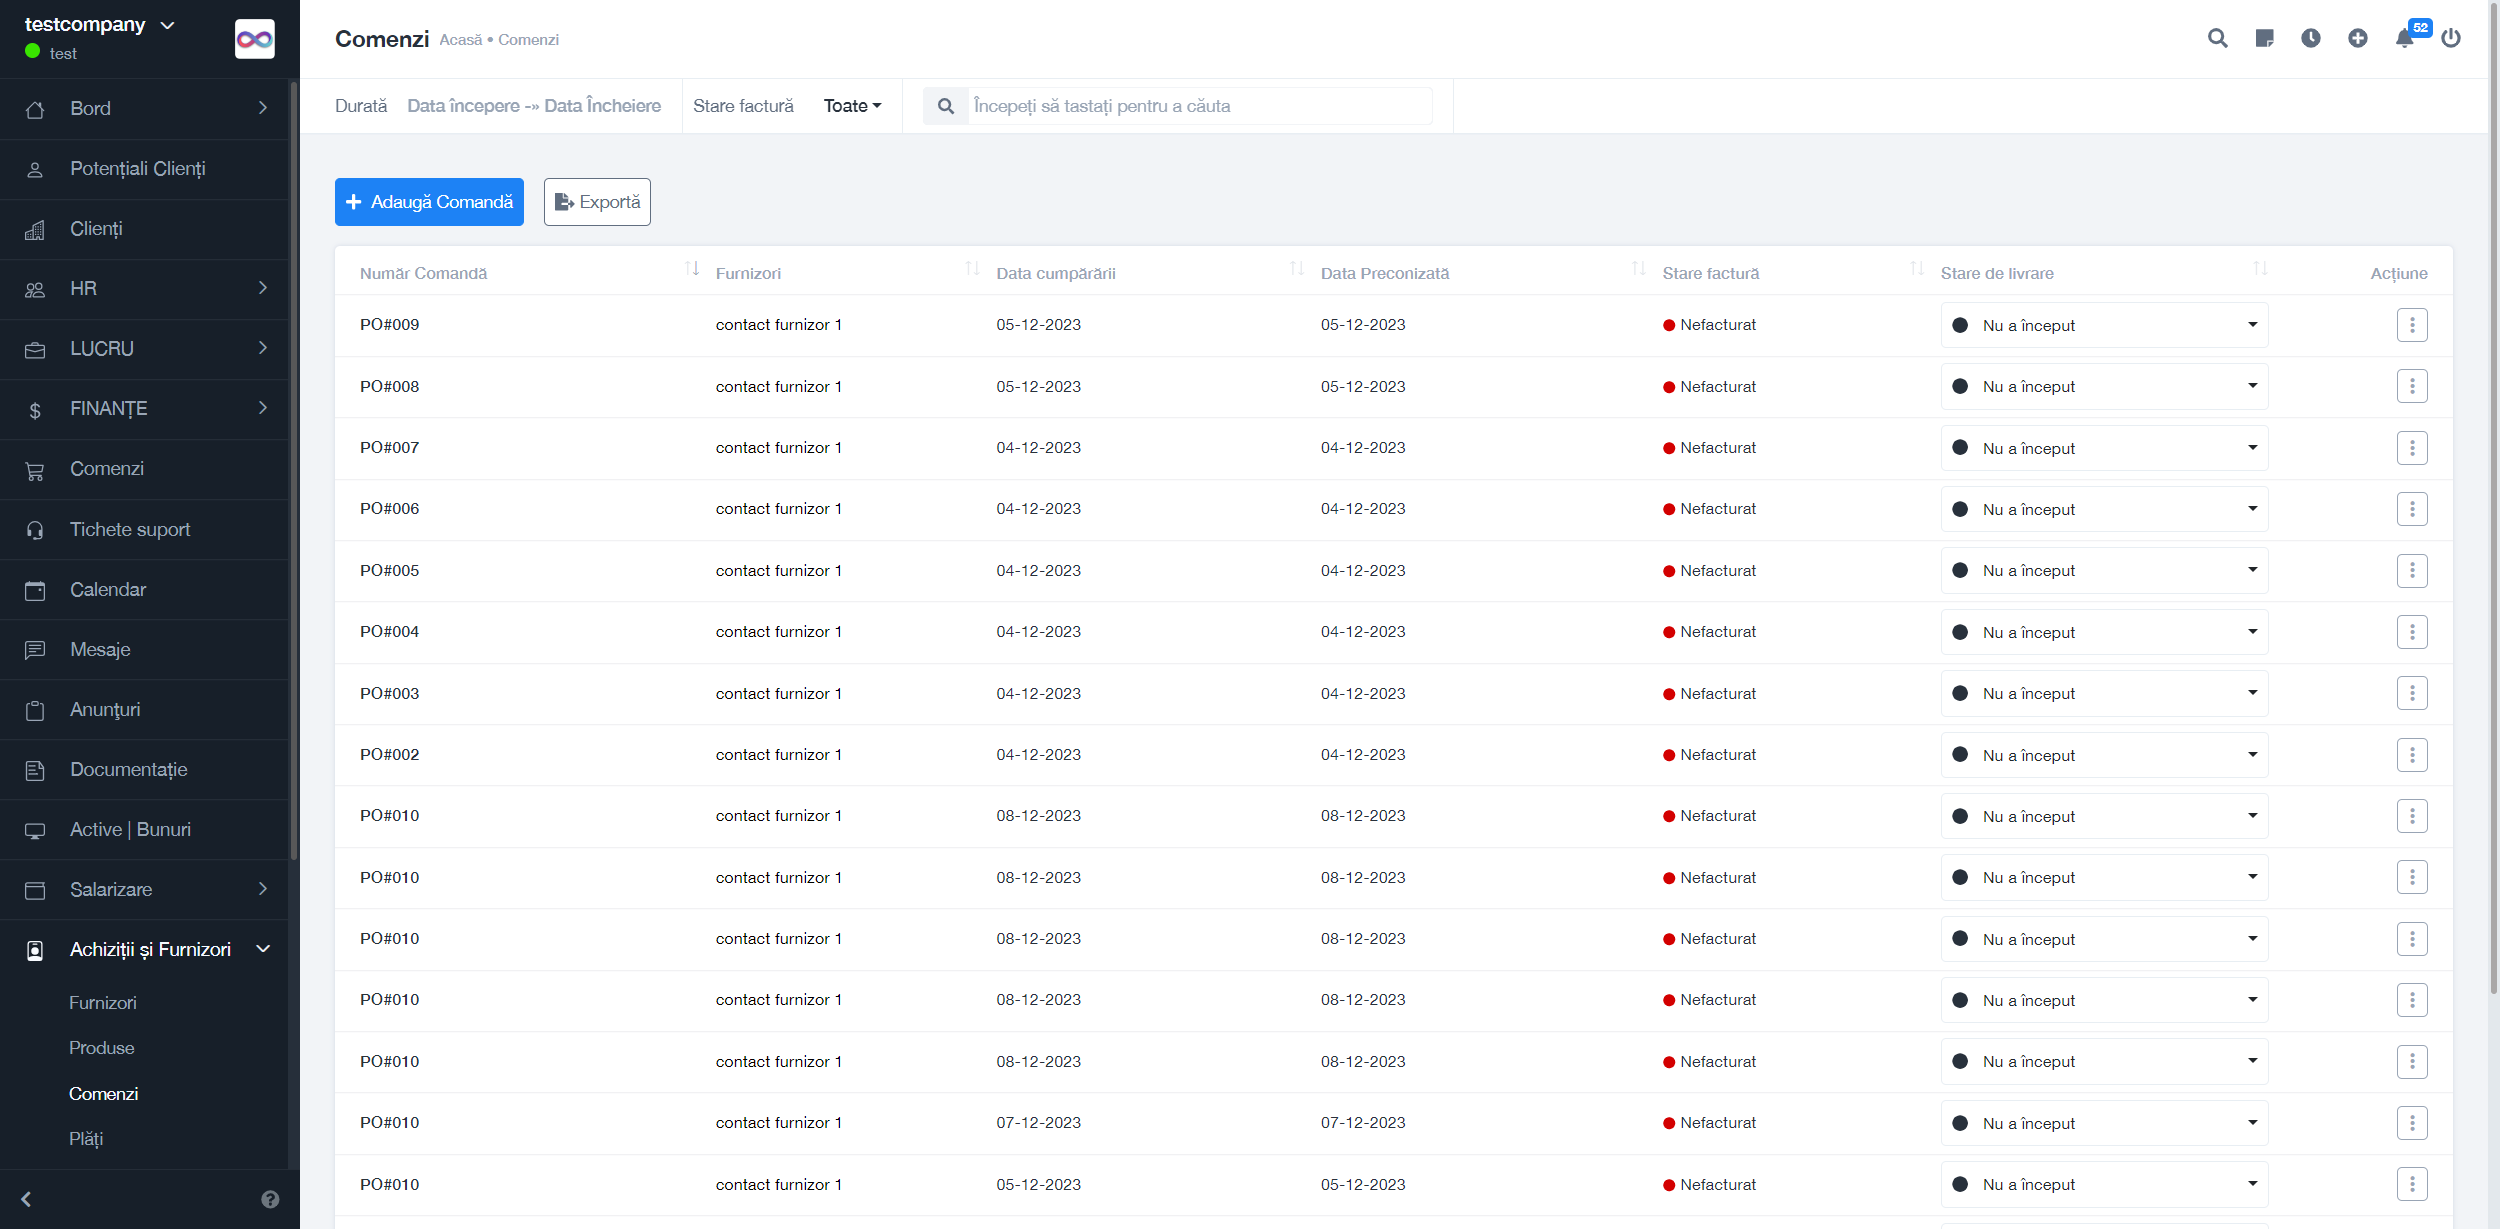 testcompany
test
Bord
Potențiali Clienți
Clienți
HR
LUCRU
FINANȚE
Comenzi
Tichete suport
Calendar
Mesaje
Anunţuri
Documentație
Active | Bunuri
Salarizare
Achiziții și Furnizori
Furnizori
Produse
Comenzi
Plăți
Comenzi Acasă • Comenzi
52
Durată Data începere -» Data Încheiere Stare factură Toate Începeți să tastați pentru a căuta
Adaugă Comandă Exportă
Număr Comandă Furnizori Data cumpărării Data Preconizată Stare factură Stare de livrare Acțiune
PO#009 contact furnizor 1 05-12-2023 05-12-2023 Nefacturat Nu a început
PO#008 contact furnizor 1 05-12-2023 05-12-2023 Nefacturat Nu a început
PO#007 contact furnizor 1 04-12-2023 04-12-2023 Nefacturat Nu a început
PO#006 contact furnizor 1 04-12-2023 04-12-2023 Nefacturat Nu a început
PO#005 contact furnizor 1 04-12-2023 04-12-2023 Nefacturat Nu a început
PO#004 contact furnizor 1 04-12-2023 04-12-2023 Nefacturat Nu a început
PO#003 contact furnizor 1 04-12-2023 04-12-2023 Nefacturat Nu a început
PO#002 contact furnizor 1 04-12-2023 04-12-2023 Nefacturat Nu a început
PO#010 contact furnizor 1 08-12-2023 08-12-2023 Nefacturat Nu a început
PO#010 contact furnizor 1 08-12-2023 08-12-2023 Nefacturat Nu a început
PO#010 contact furnizor 1 08-12-2023 08-12-2023 Nefacturat Nu a început
PO#010 contact furnizor 1 08-12-2023 08-12-2023 Nefacturat Nu a început
PO#010 contact furnizor 1 08-12-2023 08-12-2023 Nefacturat Nu a început
PO#010 contact furnizor 1 07-12-2023 07-12-2023 Nefacturat Nu a început
PO#010 contact furnizor 1 05-12-2023 05-12-2023 Nefacturat Nu a început